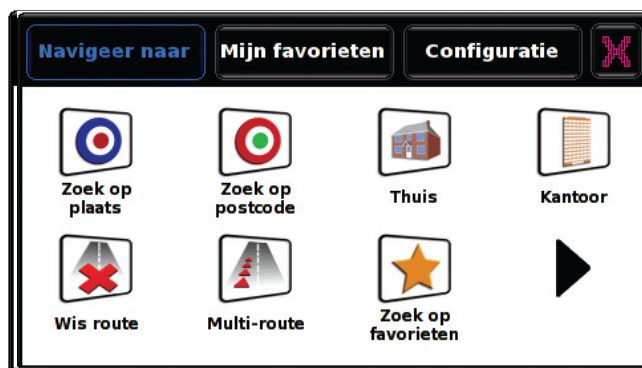 Navigeer naar
Mijn favorieten
Configuratie
Zoek op
plaats
Zoek op
postcode
Thuis
Kantoor
Wis route
Multi-route
Zoek op
favorieten